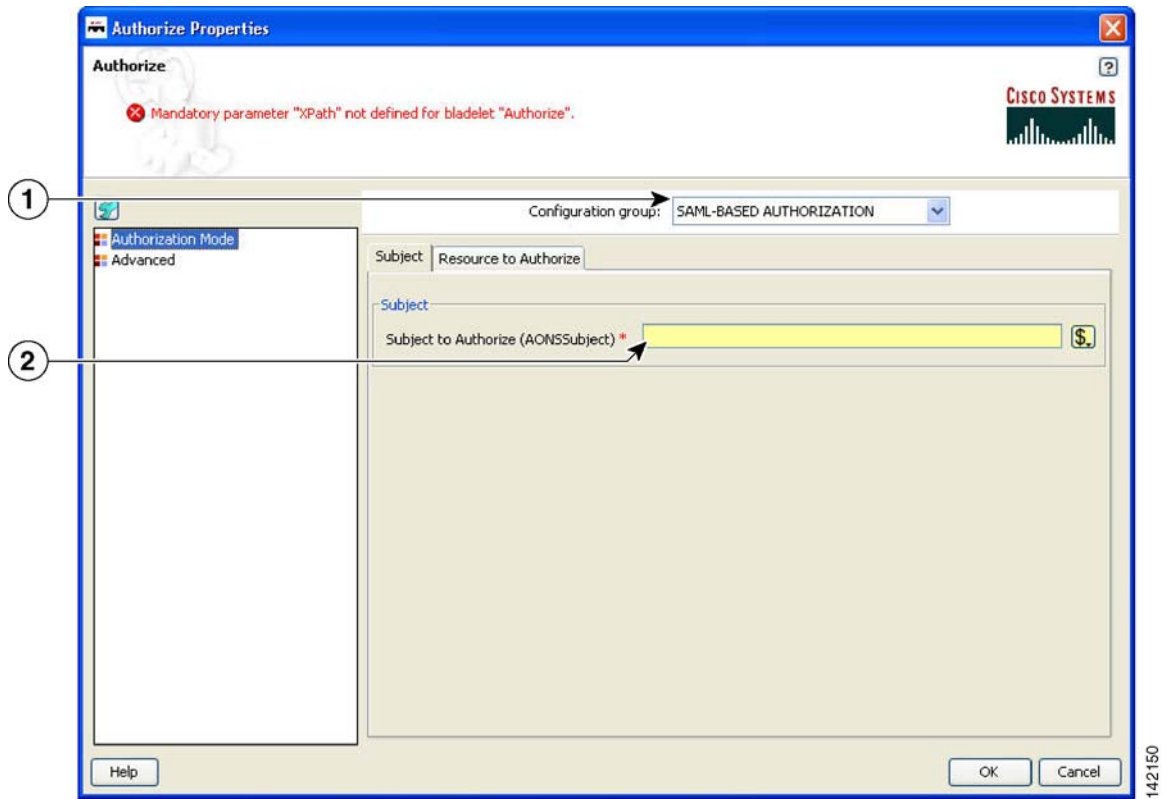 Authorize Properties
Authorize
?
Mandatory parameter "XPath" not defined for bladelet "Authorize".
CISCO SYSTEMS
1
Configuration group: SAML-BASED AUTHORIZATION
Authorization Mode
Advanced
Subject Resource to Authorize
Subject
2
Subject to Authorize (AONSSubject) *
$
Help OK Cancel
142150